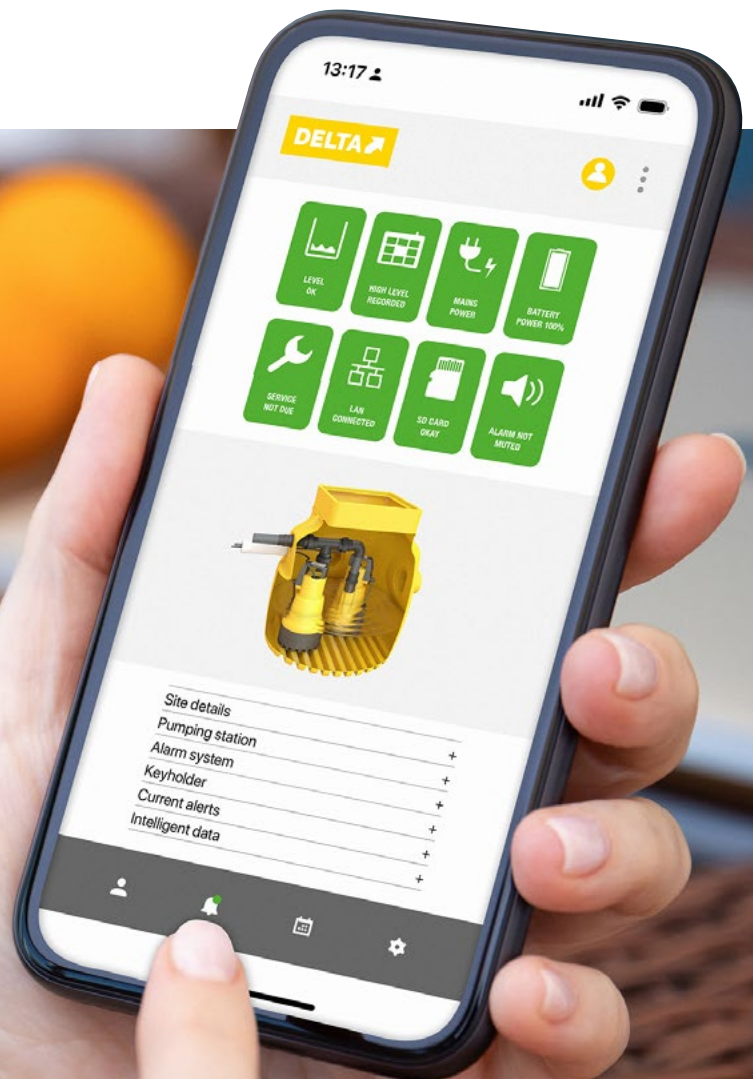 13:17
DELTA
LEVEL
OK
HIGH LEVEL
REGORDED
MAINS
POWER
BATTERY
POWER 100%
SERVICE
NOT DUE
LAN
CONNECTED
SD CARD
OKAY
ALARM NOT
MUTED
Site details
+
Pumping station
+
Alarm system
+
Keyholder
+
Current alerts
+
Intelligent data
+